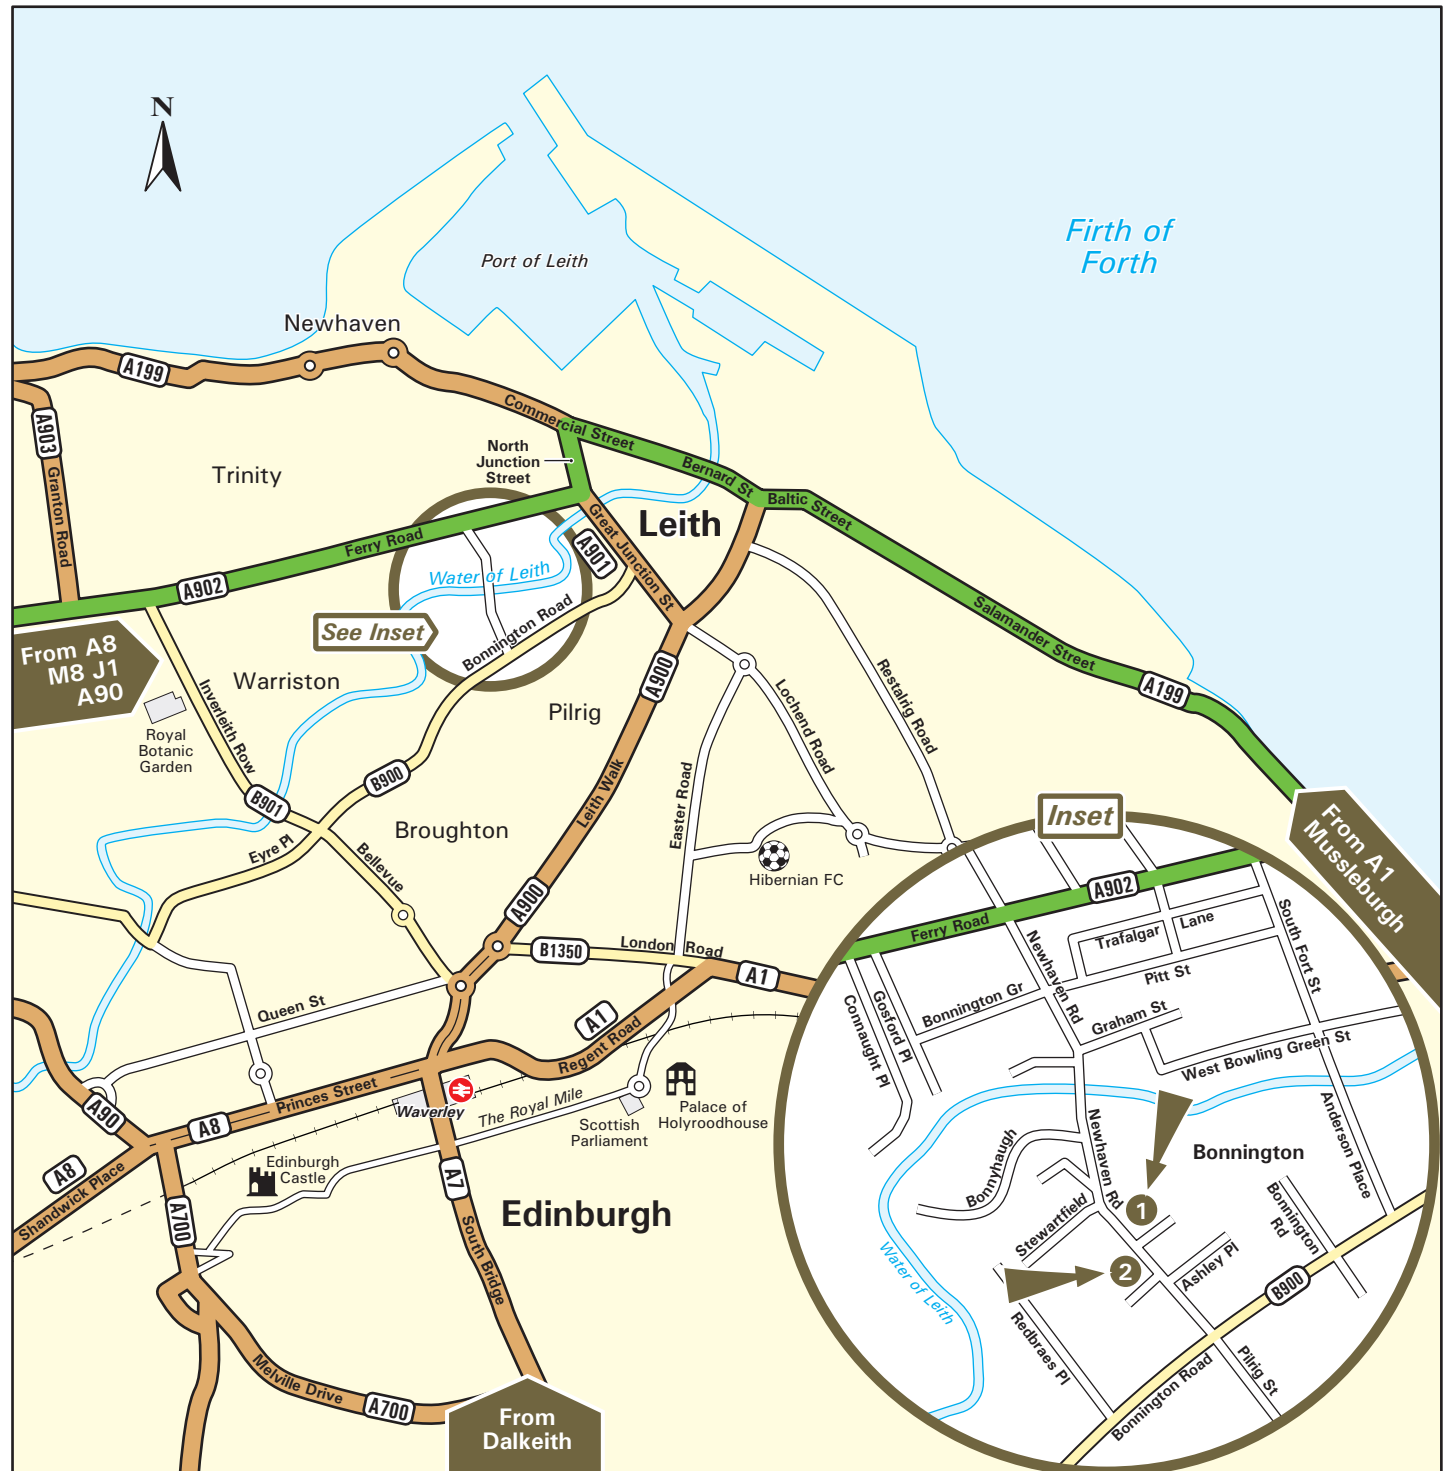 N
Firth of
Forth
Port of Leith
Newhaven
A199
Commercial Street
A903
Granton Road
North
Junction
Street
Bernard St
Baltic Street
Trinity
Leith
Great Junction St
A901
Ferry Road
A902
Water of Leith
Bonnington Road
See Inset
Salamander Street
A199
From A8
M8 J1
A90
Warriston
Inverleith Row
Royal
Botanic
Garden
Pilrig
A900
Lochend Road
Restalrig Road
Leith Walk
Easter Road
B900
B901
Broughton
Eyre Pl
Bellevue
Hibernian FC
A900
B1350
London Road
A1
Queen St
A1
Regent Road
Princes Street
Waverley
The Royal Mile
Scottish
Parliament
Palace of
Holyroodhouse
A90
A8
A8
Shandwick Place
Edinburgh
Castle
A700
A7
Edinburgh
South Bridge
Melville Drive
A700
From
Dalkeith
From A1
Mussleburgh
Inset
A902
Ferry Road
Trafalgar Lane
South Fort St
Newhaven Rd
Pitt St
Connaught Pl
Gosford Pl
Bonnington Gr
Graham St
West Bowling Green St
Newhaven Rd
Anderson Place
Bonnyhaugh
Bonnington
1
Bonnington
Rd
Stewartfield
Water of Leith
2
Ashley Pl
B900
Redbraes Pl
Pilrig St
Bonnington Road